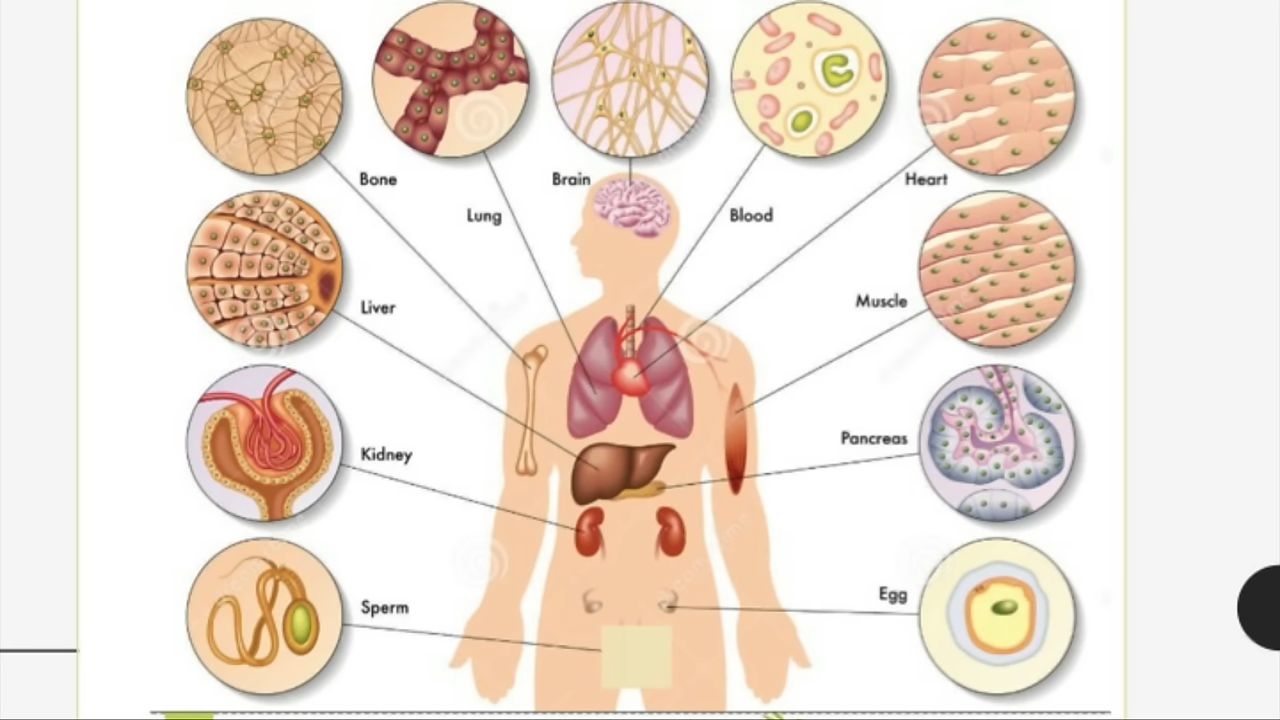 Bone
Brain
Heart
Lung
Blood
Liver
Muscle
Pancreas
Kidney
Egg
Sperm